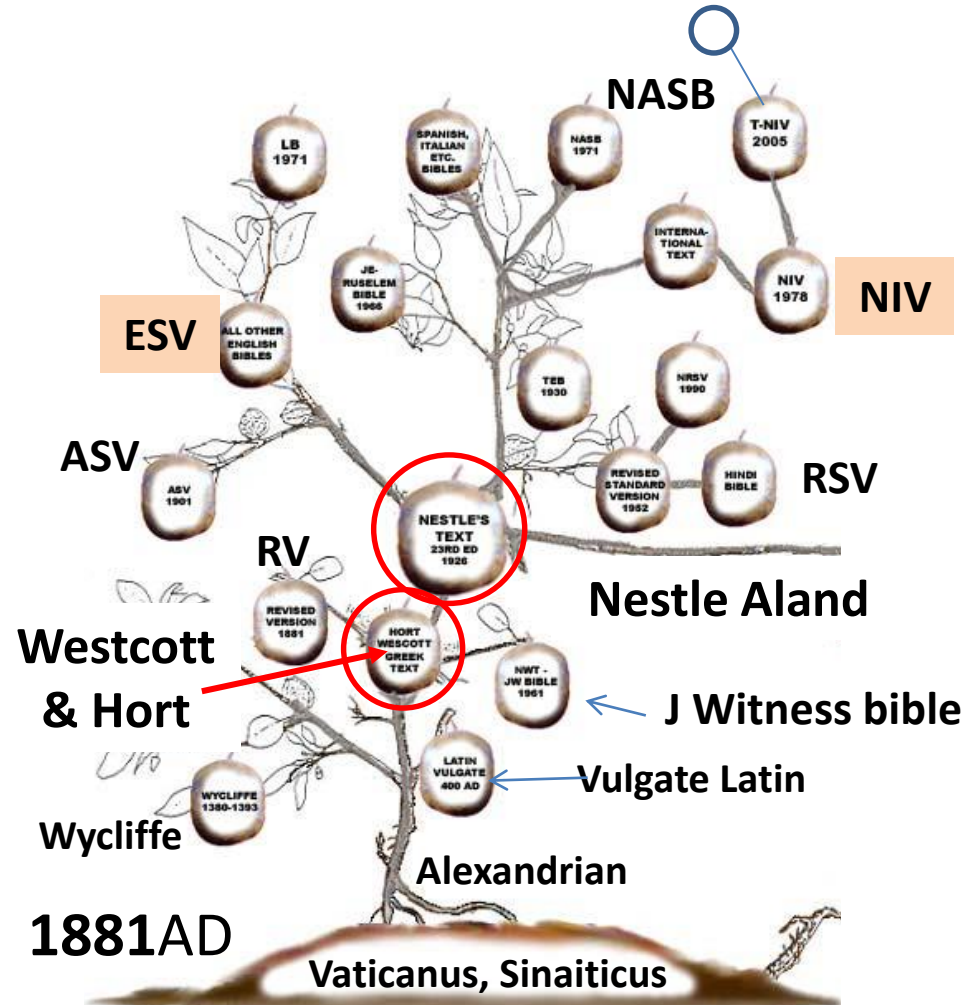 NASB
T-NIV
2005
LB
1971
SPANISH,
ITALIAN
ETC.
BIBLES
NASB
1971
INTERNA-
TIONAL
TEXT
JE-
RUSELEM
BIBLE
1966
NIV
1978
NIV
ESV
ALL OTHER
ENGLISH
BIBLES
TEB
1930
NRSV
1990
ASV
ASV
1901
REVISED
STANDARD
VERSION
1952
HINDI
BIBLE
RSV
NESTLE'S
TEXT
23RD ED
1926
RV
Nestle Aland
REVISED
VERSION
1881
HORT
WESCOTT
GREEK
TEXT
Westcott
& Hort
NWT -
JW BIBLE
1961
J Witness bible
LATIN
VULGATE
400 AD
Vulgate Latin
WYCLIFFE
1380-1393
Wycliffe
Alexandrian
1881AD
Vaticanus, Sinaiticus